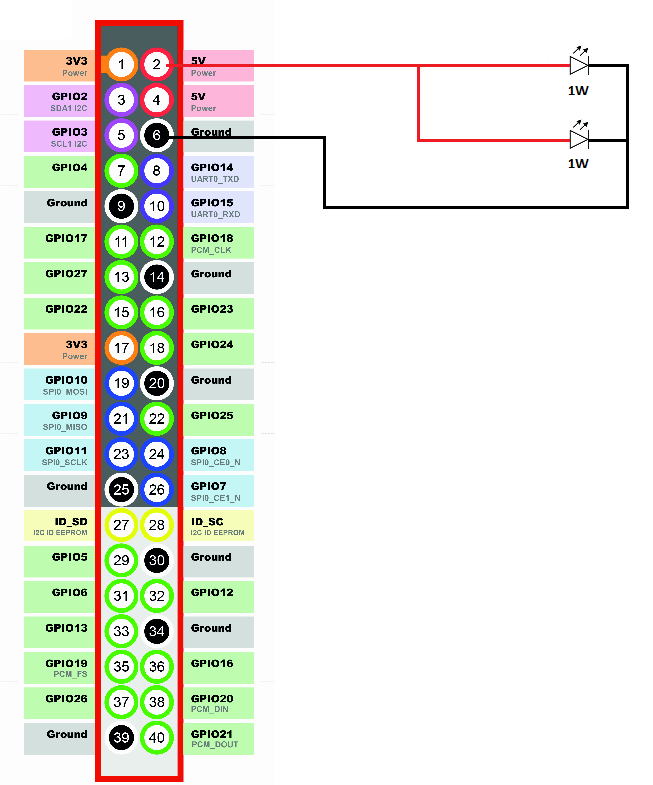 3V3
Power
1
2
5V
Power
1W
GPIO2
SDA1 I2C
3
4
5V
Power
GPIO3
SCL1 I2C
5
6
Ground
1W
GPIO4
7
8
GPIO14
UART0_TXD
Ground
9
10
GPIO15
UART0_RXD
GPIO17
11
12
GPIO18
PCM_CLK
GPIO27
13
14
Ground
GPIO22
15
16
GPIO23
3V3
Power
17
18
GPIO24
GPIO10
SPI0_MOSI
19
20
Ground
GPIO9
SPI0_MISO
21
22
GPIO25
GPIO11
SPI0_SCLK
23
24
GPIO8
SPI0_CE0_N
Ground
25
26
GPIO7
SPI0_CE1_N
ID_SD
I2C ID EEPROM
27
28
ID_SC
I2C ID EEPROM
GPIO5
29
30
Ground
GPIO6
31
32
GPIO12
GPIO13
33
34
Ground
GPIO19
PCM_FS
35
36
GPIO16
GPIO26
37
38
GPIO20
PCM_DIN
Ground
39
40
GPIO21
PCM_DOUT